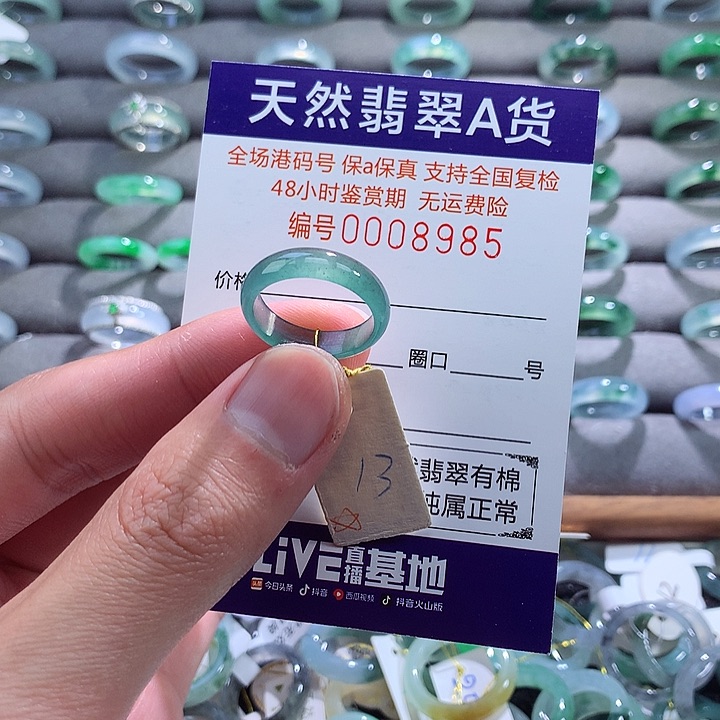 天然翡翠A货
全场港码号 保a保真 支持全国复检
48小时鉴赏期 无运费险
编号0008985
价格
圈口 号
13
翡翠有棉
纯属正常
LiVE直播基地
今日头条 抖音 西瓜视频 抖音火山版